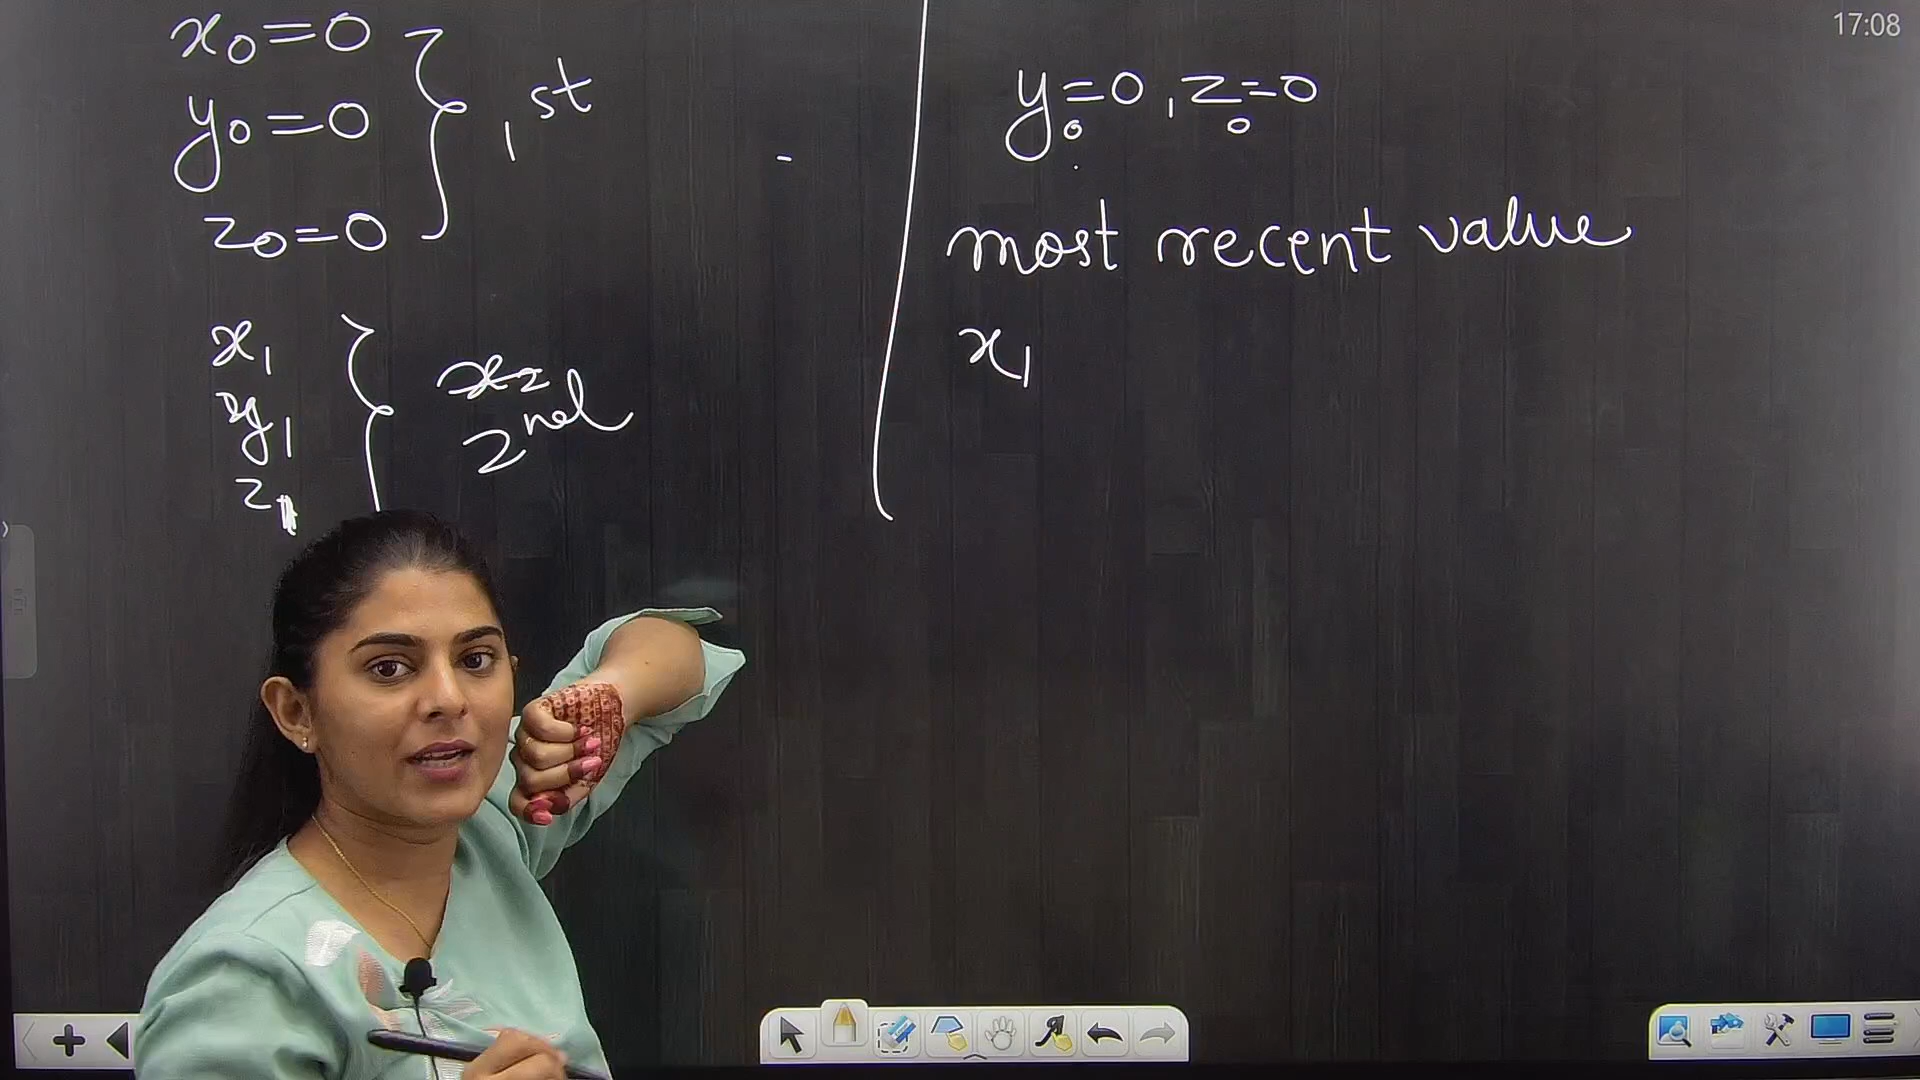 x₀=0
y₀=0
z₀=0
1st
x₁
y₁
z₁
x₂
2nd
y₀=0, z₀=0
most recent value
x₁
17:08